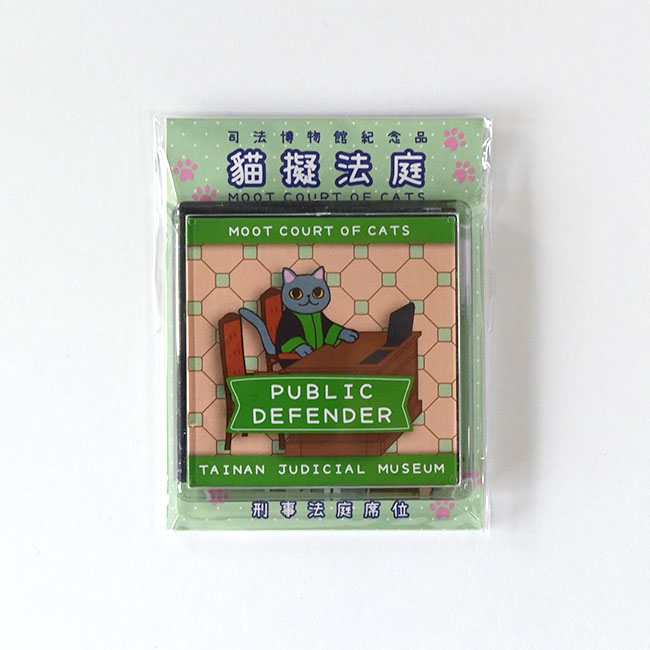 司法博物館紀念品
貓擬法庭
MOOT COURT OF CATS
MOOT COURT OF CATS
PUBLIC
DEFENDER
TAINAN JUDICIAL MUSEUM
刑事法庭席位